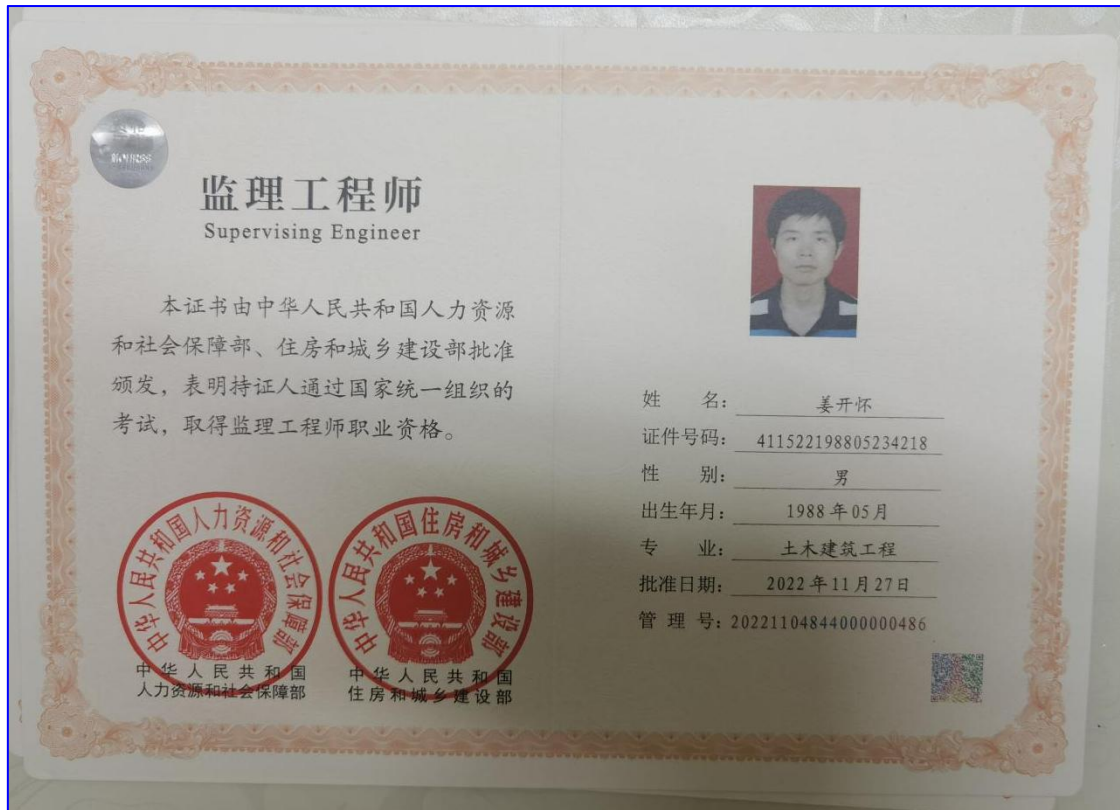 监理工程师
Supervising Engineer
本证书由中华人民共和国人力资源
和社会保障部、住房和城乡建设部批准
颁发，表明持证人通过国家统一组织的
考试，取得监理工程师职业资格。
中华人民共和国人力资源和社会保障部
中华人民共和国
人力资源和社会保障部
中华人民共和国住房和城乡建设部
中华人民共和国
住房和城乡建设部
姓 名：姜开怀
证件号码：411522198805234218
性 别：男
出生年月：1988年05月
专 业：土木建筑工程
批准日期：2022年11月27日
管 理 号：20221104844000000486